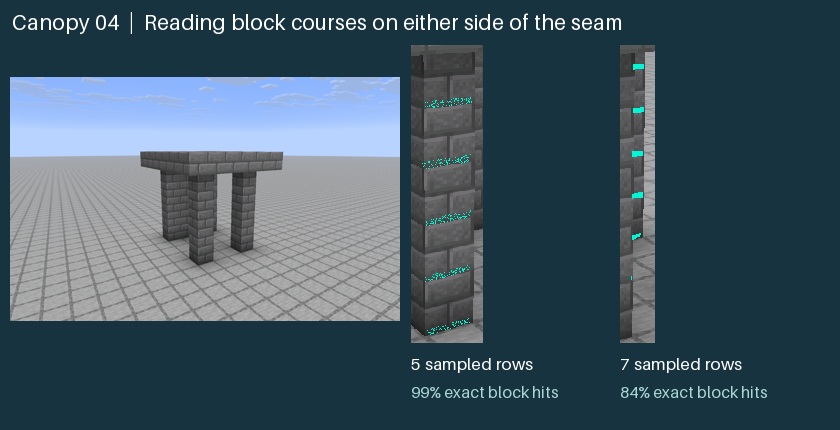 Canopy 04 | Reading block courses on either side of the seam
5 sampled rows
99% exact block hits
7 sampled rows
84% exact block hits